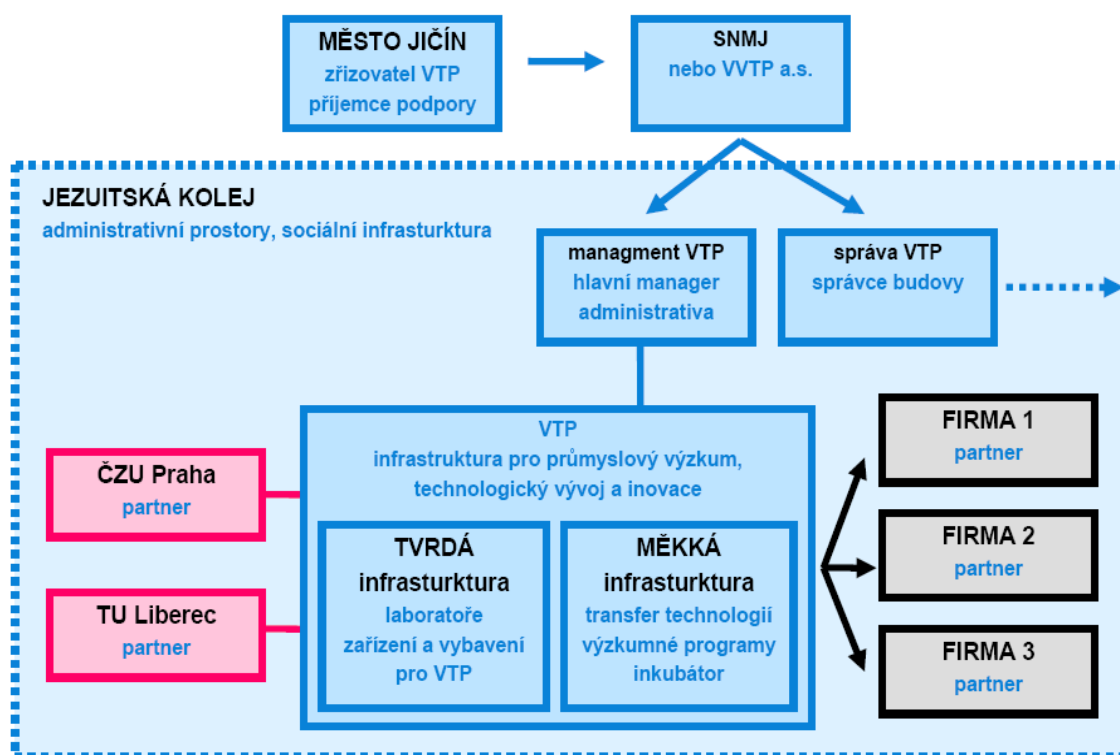 MĚSTO JIČÍN
zřizovatel VTP
příjemce podpory
SNMJ
nebo VVTP a.s.
JEZUITSKÁ KOLEJ
administrativní prostory, sociální infrasturktura
managment VTP
hlavní manager
administrativa
správa VTP
správce budovy
VTP
infrastruktura pro průmyslový výzkum,
technologický vývoj a inovace
ČZU Praha
partner
TU Liberec
partner
TVRDÁ
infrasturktura
laboratoře
zařízení a vybavení
pro VTP
MĚKKÁ
infrasturktura
transfer technologií
výzkumné programy
inkubátor
FIRMA 1
partner
FIRMA 2
partner
FIRMA 3
partner